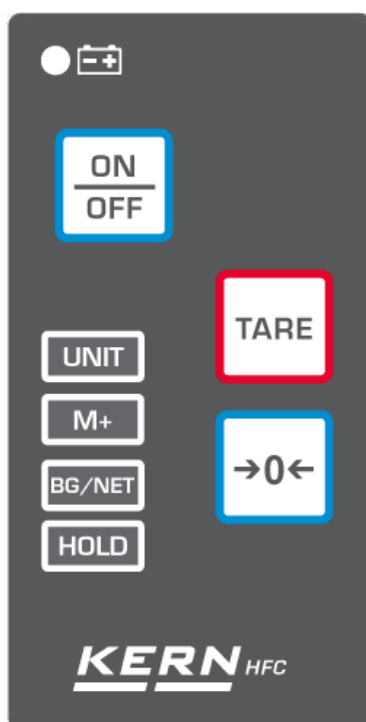 ON
OFF
TARE
UNIT
M+
→0←
BG/NET
HOLD
KERN HFC